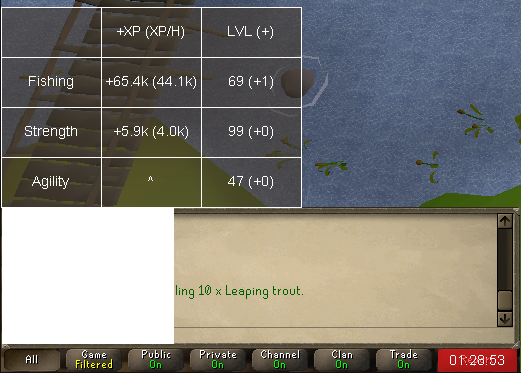 +XP (XP/H) LVL (+)
Fishing +65.4k (44.1k) 69 (+1)
Strength +5.9k (4.0k) 99 (+0)
Agility ^ 47 (+0)
ling 10 x Leaping trout.
All Game Filtered Public On Private On Channel On Clan On Trade On 01:28:53